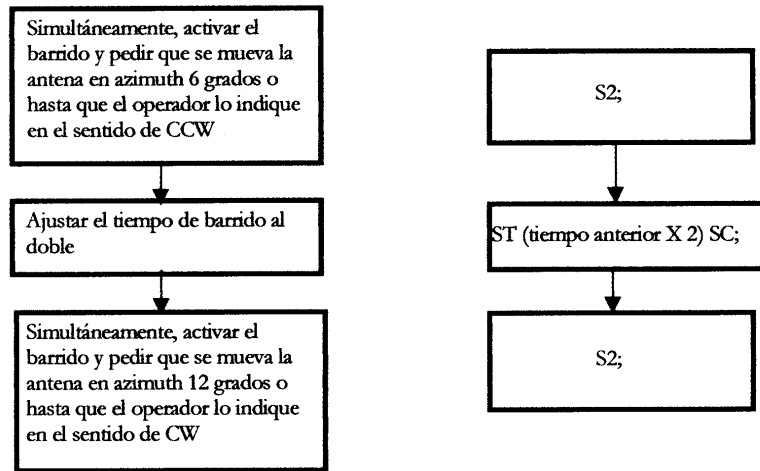 Simultáneamente, activar el
barrido y pedir que se mueva la
antena en azimuth 6 grados o
hasta que el operador lo indique
en el sentido de CCW
S2;
Ajustar el tiempo de barrido al
doble
ST (tiempo anterior X 2) SC;
Simultáneamente, activar el
barrido y pedir que se mueva la
antena en azimuth 12 grados o
hasta que el operador lo indique
en el sentido de CW
S2;